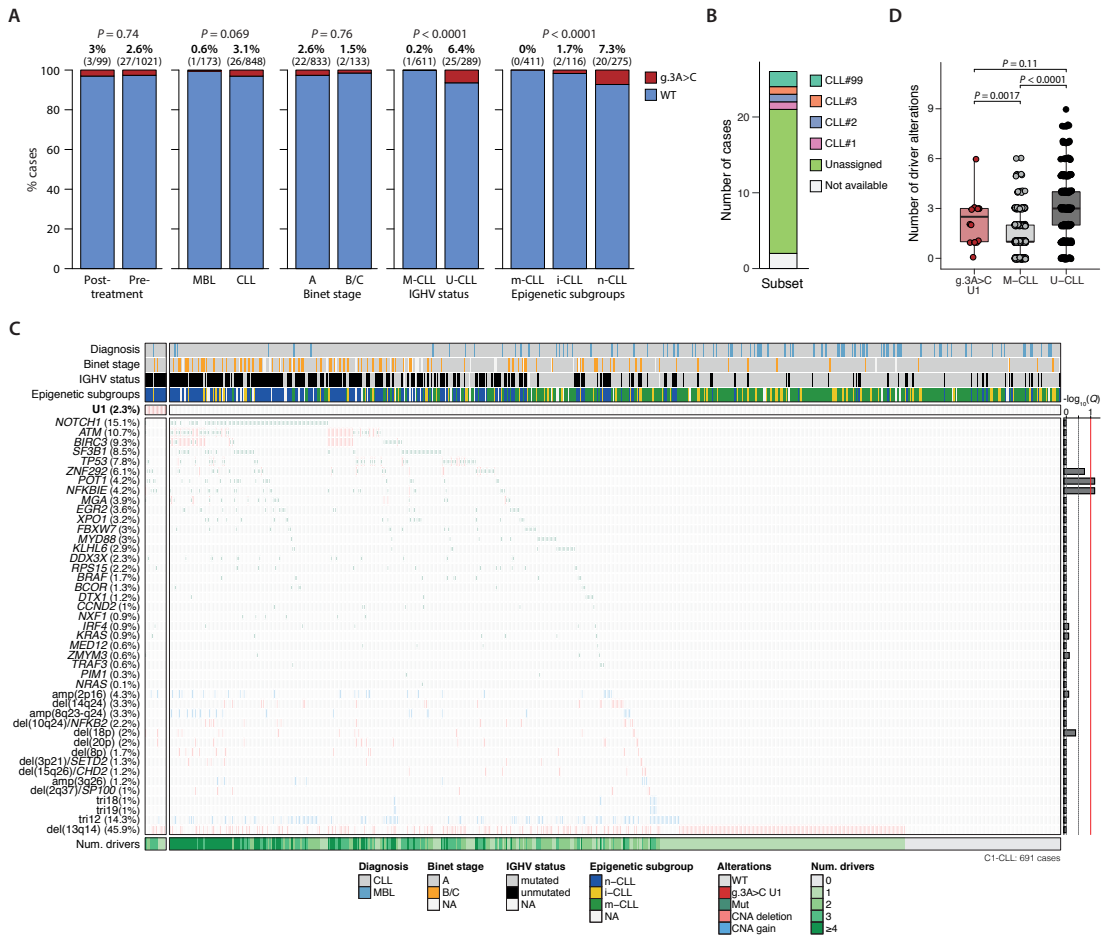 A
P = 0.74
3%
2.6%
(3/99)
(27/1021)
P = 0.069
0.6%
3.1%
(1/173)
(26/848)
P = 0.76
2.6%
1.5%
(22/833)
(2/133)
P < 0.0001
0.2%
6.4%
(1/611)
(25/289)
P < 0.0001
0%
1.7%
7.3%
(0/411)
(2/116)
(20/275)
g.3A>C
WT
% cases
100
80
60
40
20
0
Post-treatment
Pre-treatment
MBL
CLL
A
B/C
Binet stage
M-CLL
U-CLL
IGHV status
m-CLL
i-CLL
n-CLL
Epigenetic subgroups
B
Number of cases
20
10
0
Subset
CLL#99
CLL#3
CLL#2
CLL#1
Unassigned
Not available
D
P = 0.11
P < 0.0001
P = 0.0017
Number of driver alterations
9
6
3
0
g.3A>C
U1
M-CLL
U-CLL
C
Diagnosis
Binet stage
IGHV status
Epigenetic subgroups
U1 (2.3%)
-log10(Q)
0 1
NOTCH1 (15.1%)
ATM (10.7%)
BIRC3 (9.3%)
SF3B1 (8.5%)
TP53 (7.8%)
ZNF292 (6.1%)
POT1 (4.2%)
NFKBIE (4.2%)
MGA (3.9%)
EGR2 (3.6%)
XPO1 (3.2%)
FBXW7 (3%)
MYD88 (3%)
KLHL6 (2.9%)
DDX3X (2.3%)
RPS15 (2.2%)
BRAF (1.7%)
BCOR (1.3%)
DTX1 (1.2%)
CCND2 (1%)
NXF1 (0.9%)
IRF4 (0.9%)
KRAS (0.9%)
MED12 (0.6%)
ZMYM3 (0.6%)
TRAF3 (0.6%)
PIM1 (0.3%)
NRAS (0.1%)
amp(2p16) (4.3%)
del(14q24) (3.3%)
amp(8q23-q24) (3.3%)
del(10q24)/NFKB2 (2.2%)
del(18p) (2%)
del(20p) (2%)
del(8p) (1.7%)
del(3p21)/SETD2 (1.3%)
del(15q26)/CHD2 (1.2%)
amp(3q26) (1.2%)
del(2q37)/SP100 (1%)
tri18(1%)
tri19(1%)
tri12 (14.3%)
del(13q14) (45.9%)
Num. drivers
C1-CLL: 691 cases
Diagnosis
CLL
MBL
Binet stage
A
B/C
NA
IGHV status
mutated
unmutated
NA
Epigenetic subgroup
n-CLL
i-CLL
m-CLL
NA
Alterations
WT
g.3A>C U1
Mut
CNA deletion
CNA gain
Num. drivers
0
1
2
3
≥4